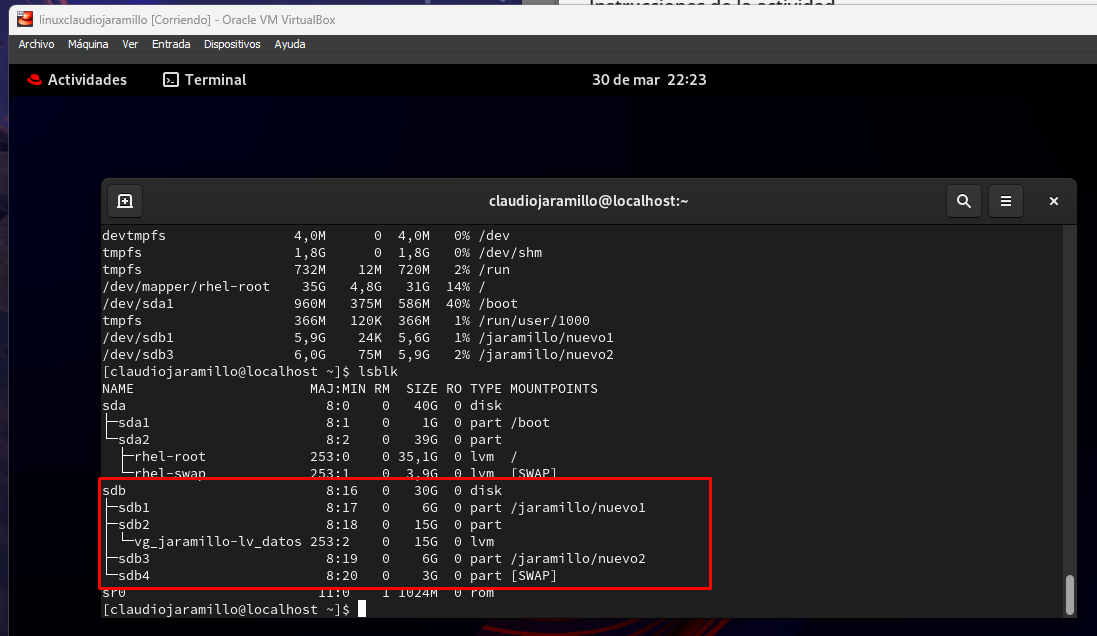 Instrucciones de la actividad
linuxclaudiojaramillo [Corriendo] - Oracle VM VirtualBox
Archivo Máquina Ver Entrada Dispositivos Ayuda
Actividades Terminal 30 de mar 22:23
claudiojaramillo@localhost:~
devtmpfs 4,0M 0 4,0M 0% /dev
tmpfs 1,8G 0 1,8G 0% /dev/shm
tmpfs 732M 12M 720M 2% /run
/dev/mapper/rhel-root 35G 4,8G 31G 14% /
/dev/sda1 960M 375M 586M 40% /boot
tmpfs 366M 120K 366M 1% /run/user/1000
/dev/sdb1 5,9G 24K 5,6G 1% /jaramillo/nuevo1
/dev/sdb3 6,0G 75M 5,9G 2% /jaramillo/nuevo2
[claudiojaramillo@localhost ~]$ lsblk
NAME MAJ:MIN RM SIZE RO TYPE MOUNTPOINTS
sda 8:0 0 40G 0 disk
├─sda1 8:1 0 1G 0 part /boot
└─sda2 8:2 0 39G 0 part
├─rhel-root 253:0 0 35,1G 0 lvm /
└─rhel-swap 253:1 0 3,9G 0 lvm [SWAP]
sdb 8:16 0 30G 0 disk
├─sdb1 8:17 0 6G 0 part /jaramillo/nuevo1
├─sdb2 8:18 0 15G 0 part
│ └─vg_jaramillo-lv_datos 253:2 0 15G 0 lvm
├─sdb3 8:19 0 6G 0 part /jaramillo/nuevo2
└─sdb4 8:20 0 3G 0 part [SWAP]
sr0 11:0 1 1024M 0 rom
[claudiojaramillo@localhost ~]$